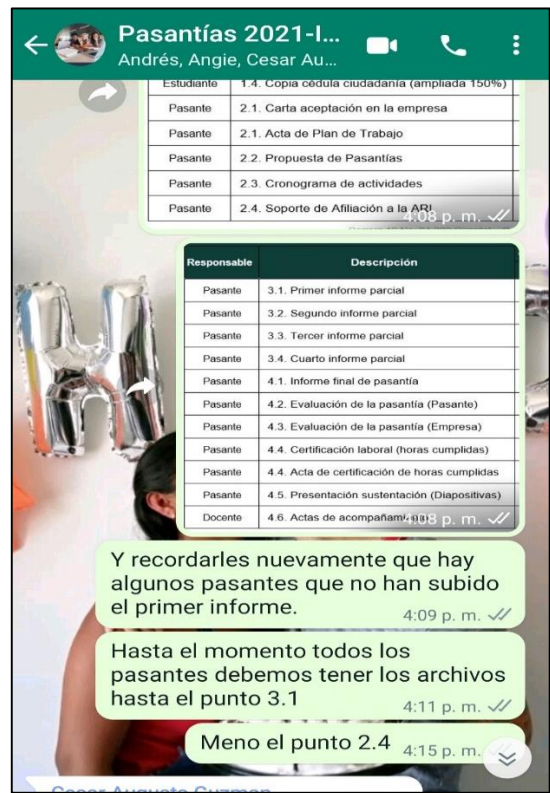 Pasantías 2021-I...
Andrés, Angie, Cesar Au...
Estudiante 1.4. Copia cédula ciudadanía (ampliada 150%)
Pasante 2.1. Carta aceptación en la empresa
Pasante 2.1. Acta de Plan de Trabajo
Pasante 2.2. Propuesta de Pasantías
Pasante 2.3. Cronograma de actividades
Pasante 2.4. Soporte de Afiliación a la ARL
4:08 p. m.
Responsable Descripción
Pasante 3.1. Primer informe parcial
Pasante 3.2. Segundo informe parcial
Pasante 3.3. Tercer informe parcial
Pasante 3.4. Cuarto informe parcial
Pasante 4.1. Informe final de pasantía
Pasante 4.2. Evaluación de la pasantía (Pasante)
Pasante 4.3. Evaluación de la pasantía (Empresa)
Pasante 4.4. Certificación laboral (horas cumplidas)
Pasante 4.4. Acta de certificación de horas cumplidas
Pasante 4.5. Presentación sustentación (Diapositivas)
Docente 4.6. Actas de acompañamiento
4:08 p. m.
Y recordarles nuevamente que hay
algunos pasantes que no han subido
el primer informe.
4:09 p. m.
Hasta el momento todos los
pasantes debemos tener los archivos
hasta el punto 3.1
4:11 p. m.
Meno el punto 2.4
4:15 p. m.
Cesar Augusto Guzman